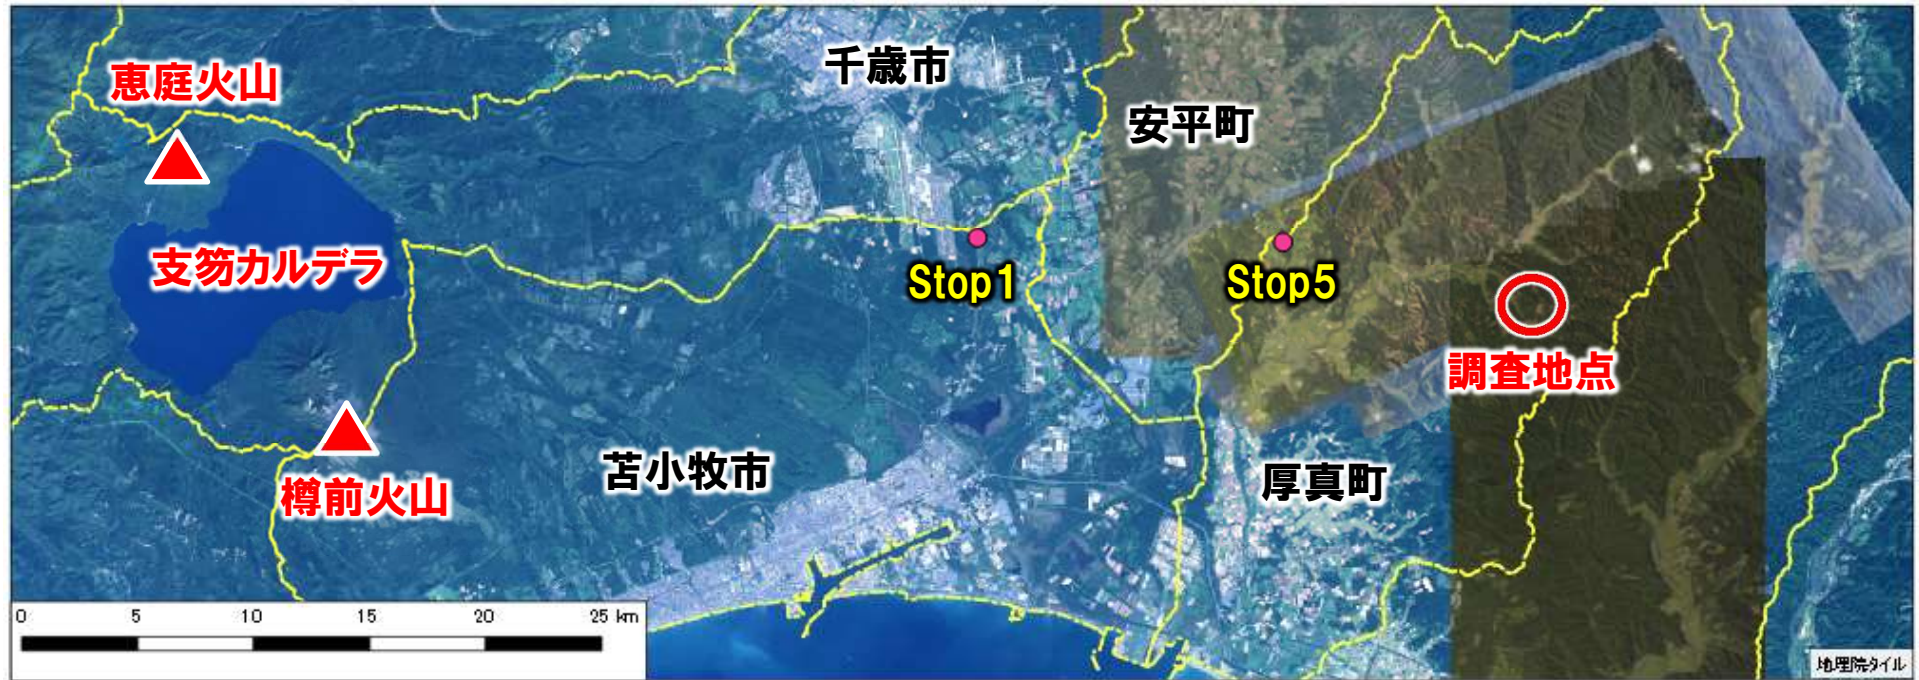 千歳市
恵庭火山
安平町
支笏カルデラ
Stop1
Stop5
調査地点
苫小牧市
樽前火山
厚真町
0 5 10 15 20 25 km
地理院タイル